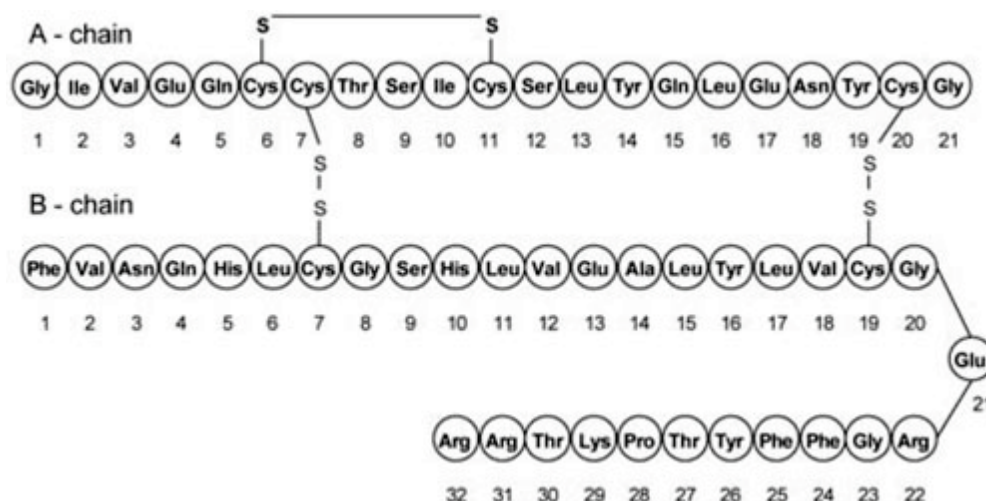 S S
A - chain
Gly Ile Val Glu Gln Cys Cys Thr Ser Ile Cys Ser Leu Tyr Gln Leu Glu Asn Tyr Cys Gly
1 2 3 4 5 6 7 8 9 10 11 12 13 14 15 16 17 18 19 20 21
S S
S S
B - chain
Phe Val Asn Gln His Leu Cys Gly Ser His Leu Val Glu Ala Leu Tyr Leu Val Cys Gly
1 2 3 4 5 6 7 8 9 10 11 12 13 14 15 16 17 18 19 20
Glu
21
Arg Arg Thr Lys Pro Thr Tyr Phe Phe Gly Arg
32 31 30 29 28 27 26 25 24 23 22